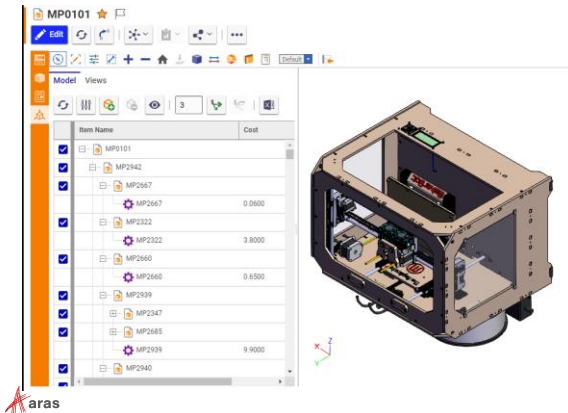 MP0101
Edit
Default
Model Views
3
Item Name Cost
MP0101
MP2942
MP2667
MP2667 0.0600
MP2322
MP2322 3.8000
MP2660
MP2660 0.6500
MP2939
MP2347
MP2685
MP2939 9.9000
MP2940
Z
X
Y
aras